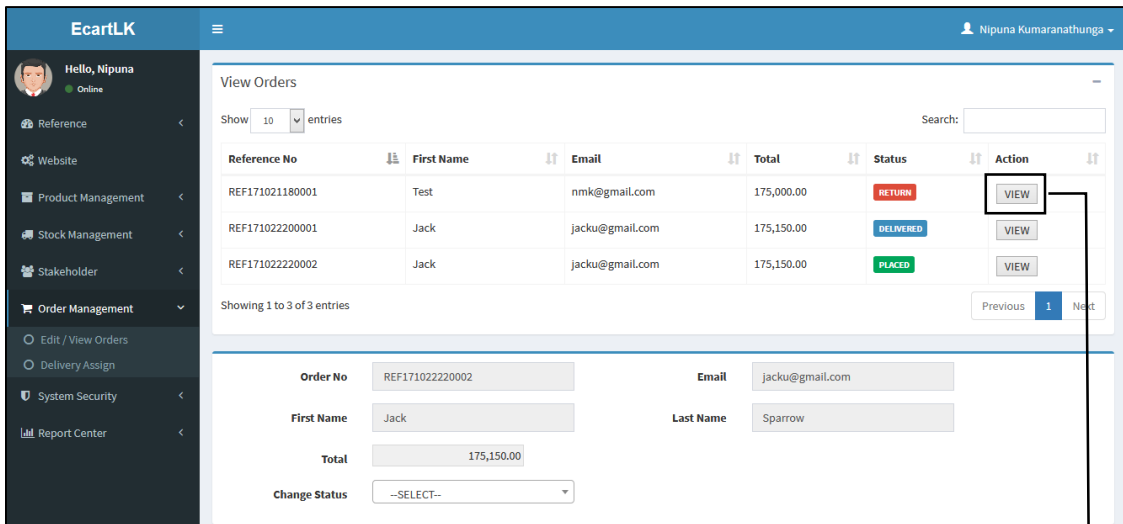 EcartLK
Nipuna Kumaranathunga
Hello, Nipuna
Online
Reference
Website
Product Management
Stock Management
Stakeholder
Order Management
Edit / View Orders
Delivery Assign
System Security
Report Center
View Orders
Show 10 entries Search:
Reference No First Name Email Total Status Action
REF171021180001 Test nmk@gmail.com 175,000.00 RETURN VIEW
REF171022200001 Jack jacku@gmail.com 175,150.00 DELIVERED VIEW
REF171022220002 Jack jacku@gmail.com 175,150.00 PLACED VIEW
Showing 1 to 3 of 3 entries Previous 1 Next
Order No REF171022220002 Email jacku@gmail.com
First Name Jack Last Name Sparrow
Total 175,150.00
Change Status --SELECT--